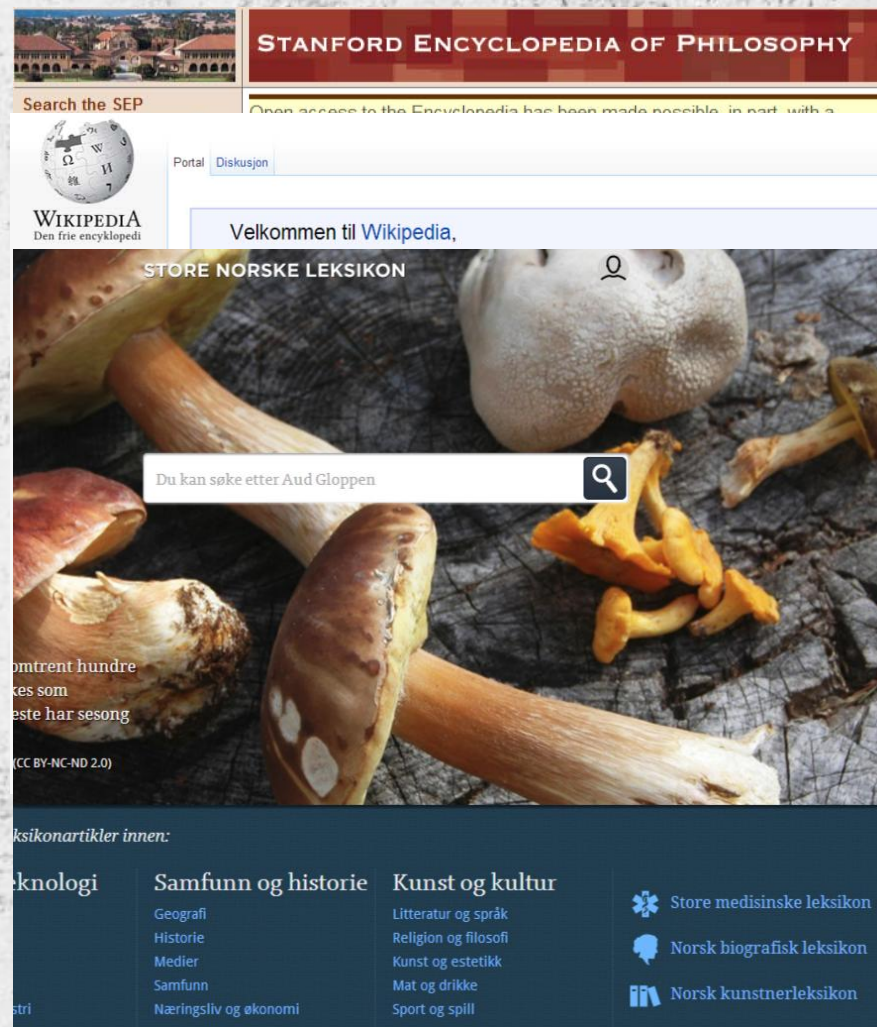 STANFORD ENCYCLOPEDIA OF PHILOSOPHY
Search the SEP
Open access to the Encyclopedia has been made possible, in part, with a
WIKIPEDIA
Den frie encyklopedi
Portal Diskusjon
Velkommen til Wikipedia,
STORE NORSKE LEKSIKON
Du kan søke etter Aud Gloppen
omtrent hundre
kes som
este har sesong
(CC BY-NC-ND 2.0)
ksikonartikler innen:
eknologi
stri
Samfunn og historie
Geografi
Historie
Medier
Samfunn
Næringsliv og økonomi
Kunst og kultur
Litteratur og språk
Religion og filosofi
Kunst og estetikk
Mat og drikke
Sport og spill
Store medisinske leksikon
Norsk biografisk leksikon
Norsk kunstnerleksikon